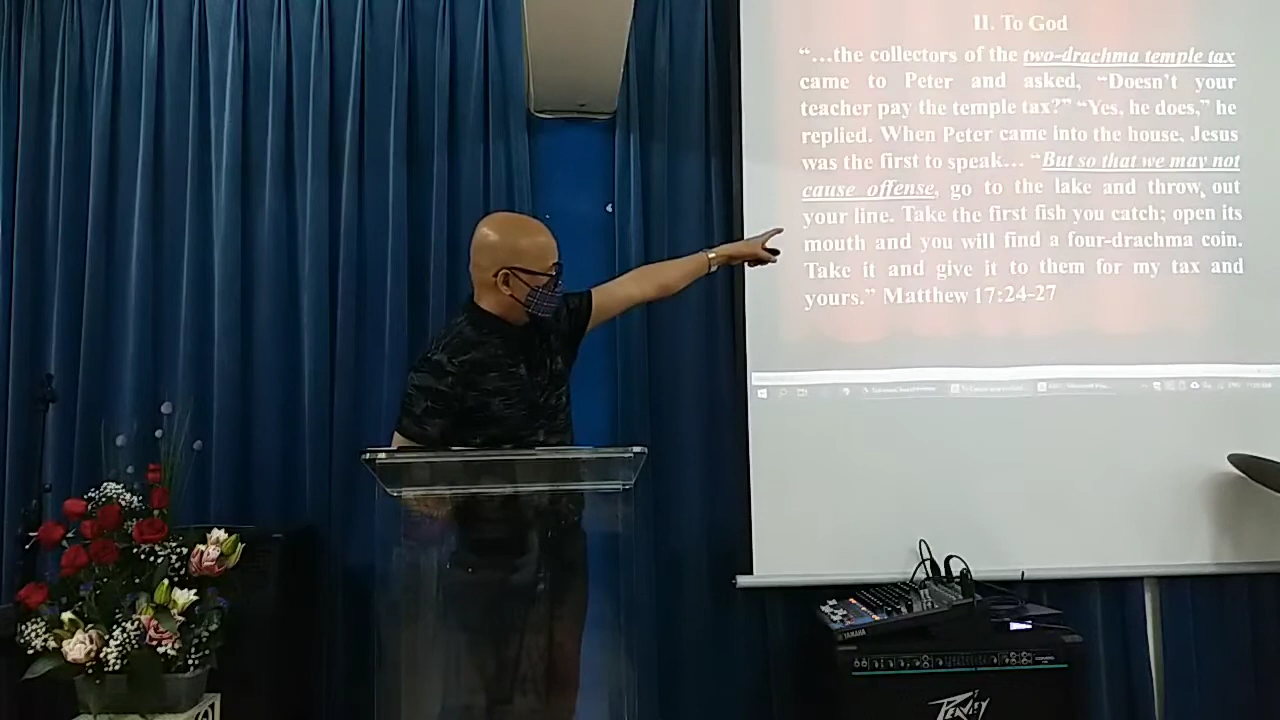 II. To God
“…the collectors of the two-drachma temple tax
came to Peter and asked, “Doesn’t your
teacher pay the temple tax?” “Yes, he does,” he
replied. When Peter came into the house, Jesus
was the first to speak… “But so that we may not
cause offense, go to the lake and throw out
your line. Take the first fish you catch; open its
mouth and you will find a four-drachma coin.
Take it and give it to them for my tax and
yours.” Matthew 17:24-27
YAMAHA
PEAVEY